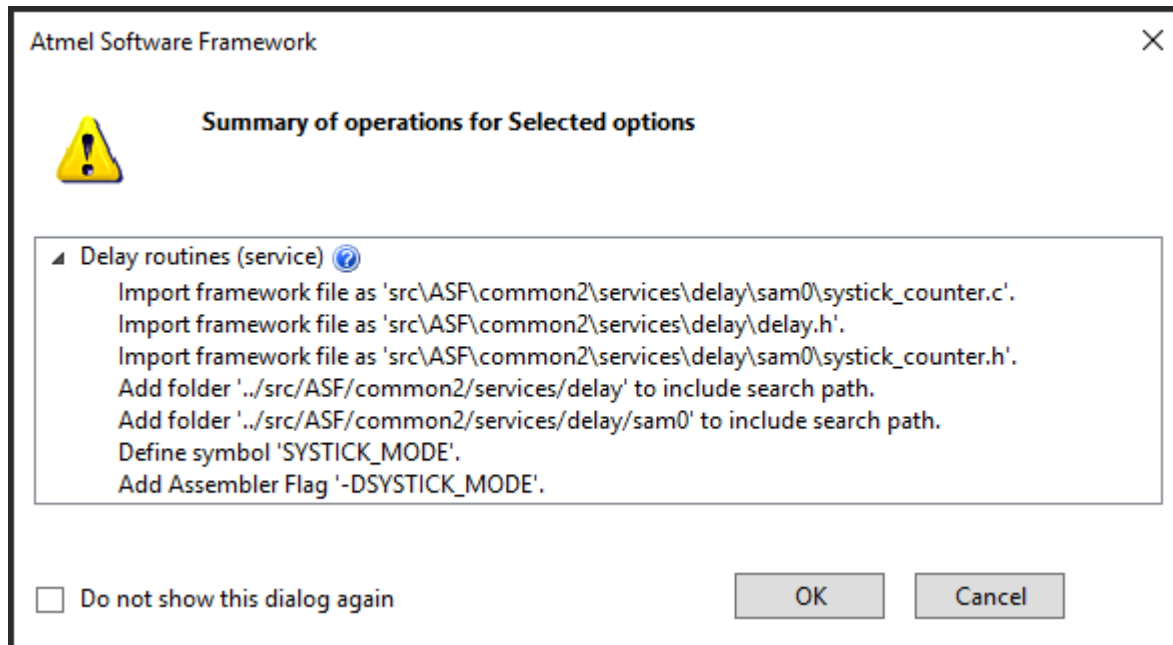 Atmel Software Framework
Summary of operations for Selected options
Delay routines (service)
Import framework file as 'src\ASF\common2\services\delay\sam0\systick_counter.c'.
Import framework file as 'src\ASF\common2\services\delay\delay.h'.
Import framework file as 'src\ASF\common2\services\delay\sam0\systick_counter.h'.
Add folder '../src/ASF/common2/services/delay' to include search path.
Add folder '../src/ASF/common2/services/delay/sam0' to include search path.
Define symbol 'SYSTICK_MODE'.
Add Assembler Flag '-DSYSTICK_MODE'.
Do not show this dialog again
OK
Cancel